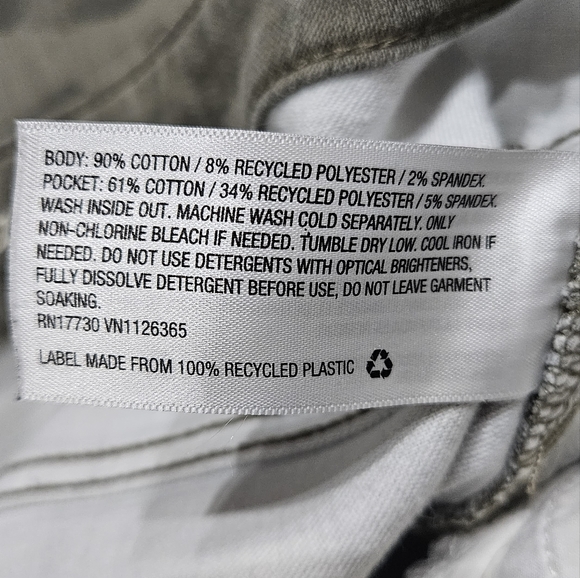 BODY: 90% COTTON / 8% RECYCLED POLYESTER / 2% SPANDEX.
POCKET: 61% COTTON / 34% RECYCLED POLYESTER / 5% SPANDEX.
WASH INSIDE OUT. MACHINE WASH COLD SEPARATELY. ONLY
NON-CHLORINE BLEACH IF NEEDED. TUMBLE DRY LOW. COOL IRON IF
NEEDED. DO NOT USE DETERGENTS WITH OPTICAL BRIGHTENERS,
FULLY DISSOLVE DETERGENT BEFORE USE, DO NOT LEAVE GARMENT
SOAKING.
RN17730 VN1126365
LABEL MADE FROM 100% RECYCLED PLASTIC